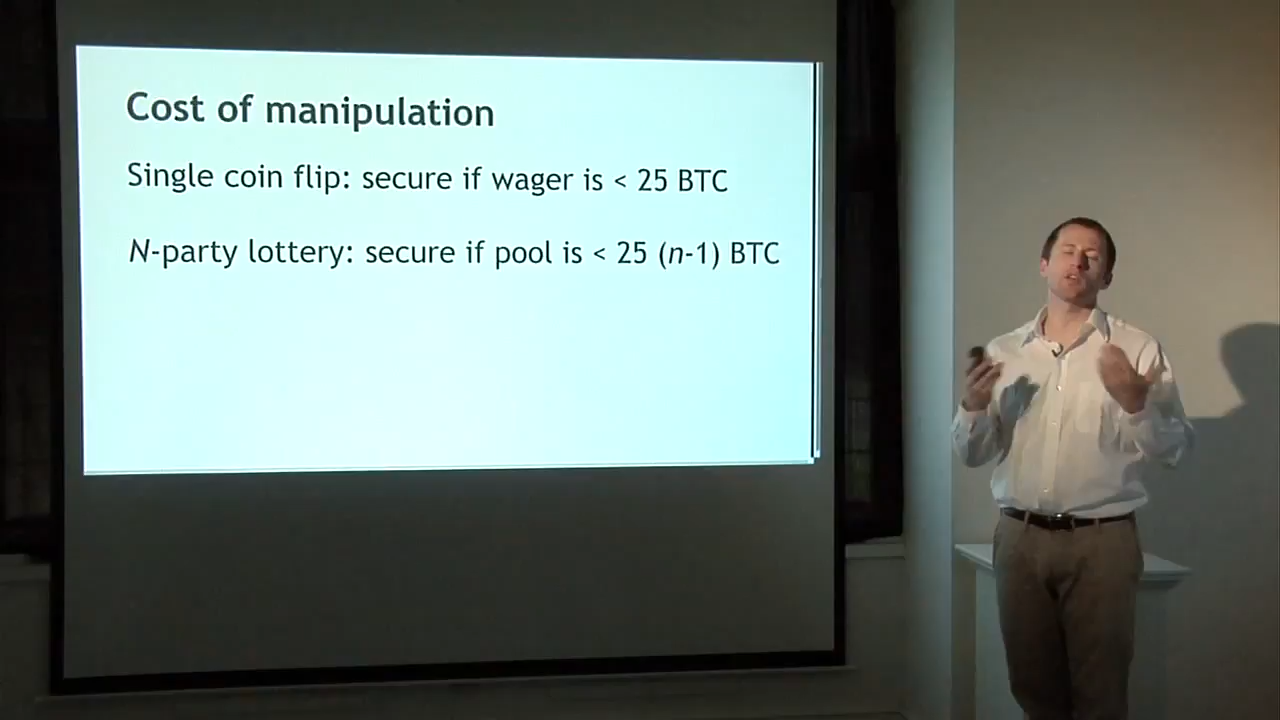 Cost of manipulation
Single coin flip: secure if wager is < 25 BTC
N-party lottery: secure if pool is < 25 (n-1) BTC